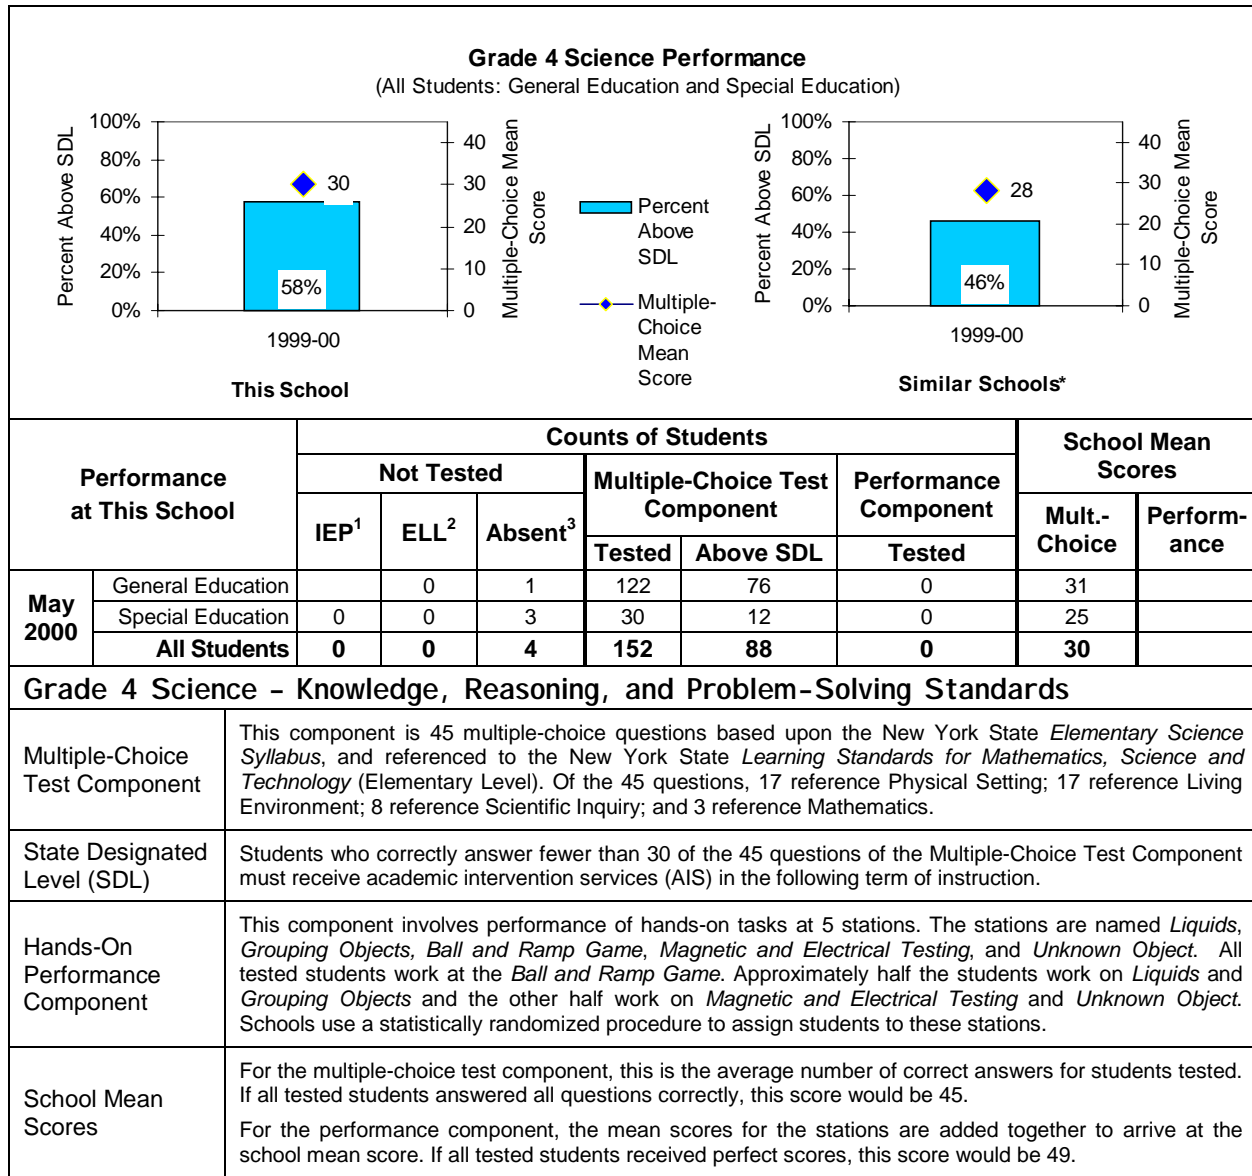 Grade 4 Science Performance
(All Students: General Education and Special Education)
Percent Above SDL
100%
80%
60%
40%
20%
0%
30
58%
40
30
20
10
0
Multiple-Choice Mean
Score
1999-00
This School
Percent
Above
SDL
Multiple-
Choice
Mean
Score
Percent Above SDL
100%
80%
60%
40%
20%
0%
28
46%
40
30
20
10
0
Multiple-Choice Mean
Score
1999-00
Similar Schools*
Performance
at This School
Counts of Students
School Mean
Scores
Not Tested
Multiple-Choice Test
Component
Performance
Component
IEP1
ELL2
Absent3
Tested
Above SDL
Tested
Mult.-
Choice
Perform-
ance
May
2000
General Education 0 1 122 76 0 31
Special Education 0 0 3 30 12 0 25
All Students 0 0 4 152 88 0 30
Grade 4 Science – Knowledge, Reasoning, and Problem-Solving Standards
Multiple-Choice
Test Component
This component is 45 multiple-choice questions based upon the New York State Elementary Science
Syllabus, and referenced to the New York State Learning Standards for Mathematics, Science and
Technology (Elementary Level). Of the 45 questions, 17 reference Physical Setting; 17 reference Living
Environment; 8 reference Scientific Inquiry; and 3 reference Mathematics.
State Designated
Level (SDL)
Students who correctly answer fewer than 30 of the 45 questions of the Multiple-Choice Test Component
must receive academic intervention services (AIS) in the following term of instruction.
Hands-On
Performance
Component
This component involves performance of hands-on tasks at 5 stations. The stations are named Liquids,
Grouping Objects, Ball and Ramp Game, Magnetic and Electrical Testing, and Unknown Object. All
tested students work at the Ball and Ramp Game. Approximately half the students work on Liquids and
Grouping Objects and the other half work on Magnetic and Electrical Testing and Unknown Object.
Schools use a statistically randomized procedure to assign students to these stations.
School Mean
Scores
For the multiple-choice test component, this is the average number of correct answers for students tested.
If all tested students answered all questions correctly, this score would be 45.
For the performance component, the mean scores for the stations are added together to arrive at the
school mean score. If all tested students received perfect scores, this score would be 49.